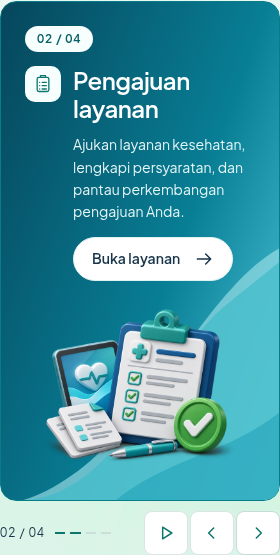 02 / 04
Pengajuan
layanan
Ajukan layanan kesehatan,
lengkapi persyaratan, dan
pantau perkembangan
pengajuan Anda.
Buka layanan
02 / 04